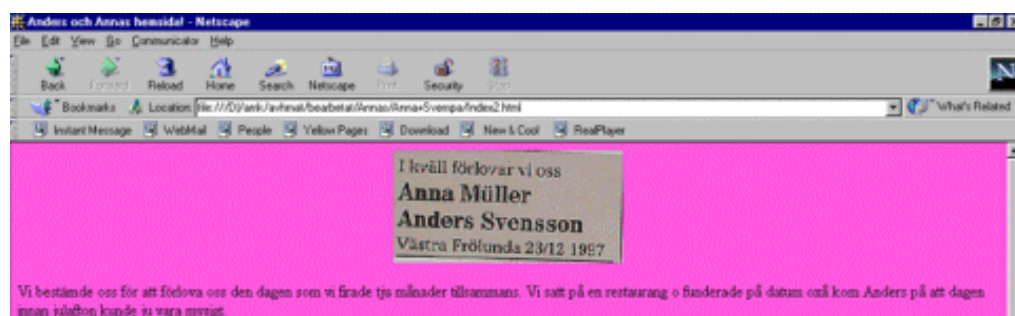 Anders och Annas hemsida! - Netscape
File Edit View Go Communicator Help
Back Forward Reload Home Search Netscape Print Security Stop
Bookmarks Location: file:///D|/amk/avhmat/bearbetat/Annas/Anna+Svempa/Index2.html What's Related
Instant Message WebMail People Yellow Pages Download New & Cool RealPlayer
I kväll förlovar vi oss
Anna Müller
Anders Svensson
Västra Frölunda 23/12 1997
Vi bestämde oss för att förlova oss den dagen som vi firade tju månader tillsammans. Vi satt på en restaurang o funderade på datum oxå kom Anders på att dagen
innan julafton kunde ju vara mysigt.